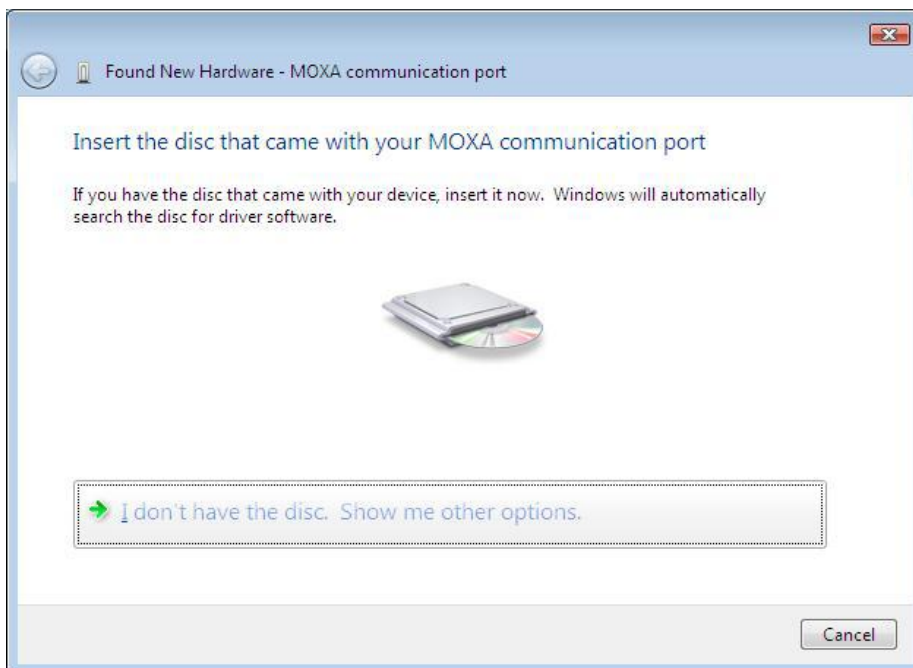 Found New Hardware - MOXA communication port
Insert the disc that came with your MOXA communication port
If you have the disc that came with your device, insert it now.  Windows will automatically
search the disc for driver software.
I don't have the disc.  Show me other options.
Cancel